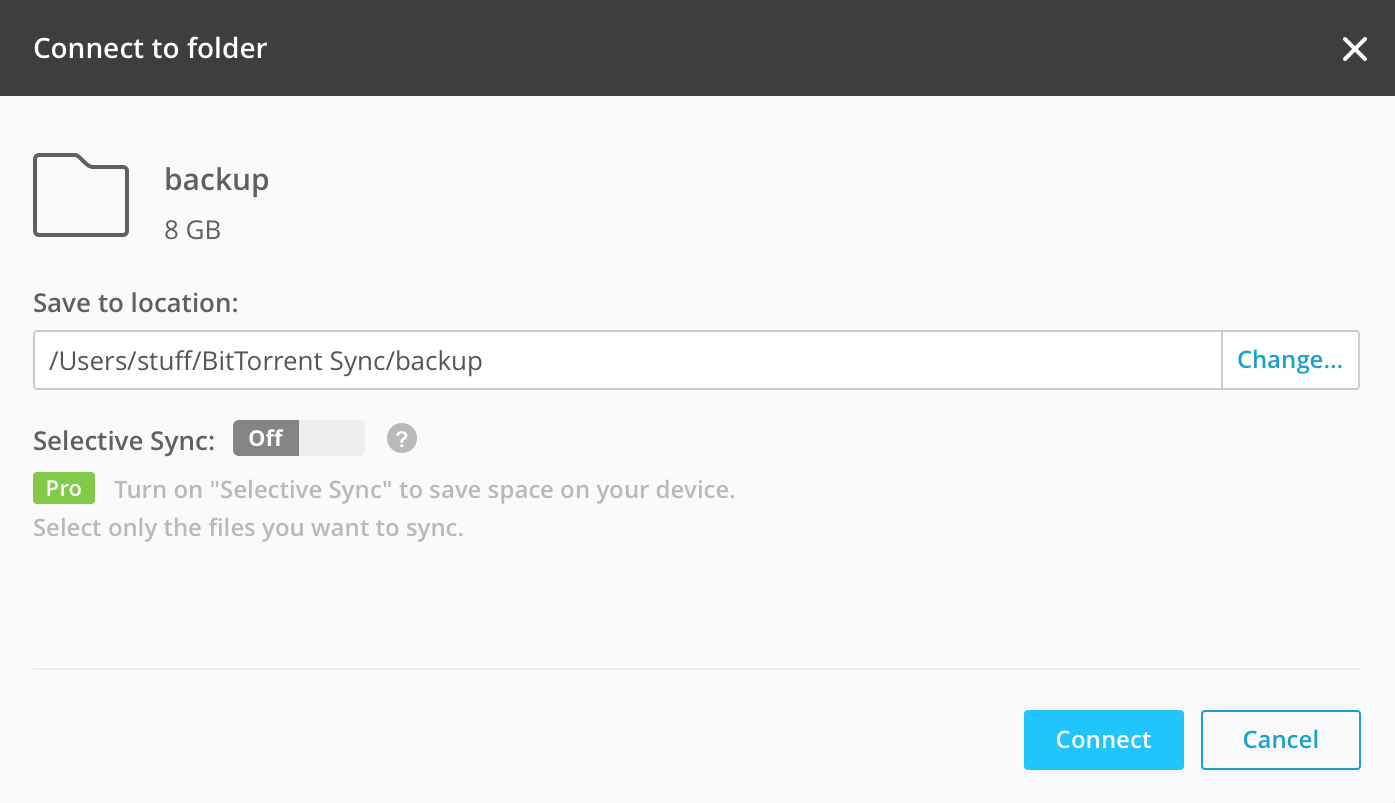 Connect to folder
backup
8 GB
Save to location:
/Users/stuff/BitTorrent Sync/backup
Change...
Selective Sync: Off ?
Pro Turn on "Selective Sync" to save space on your device.
Select only the files you want to sync.
Connect Cancel